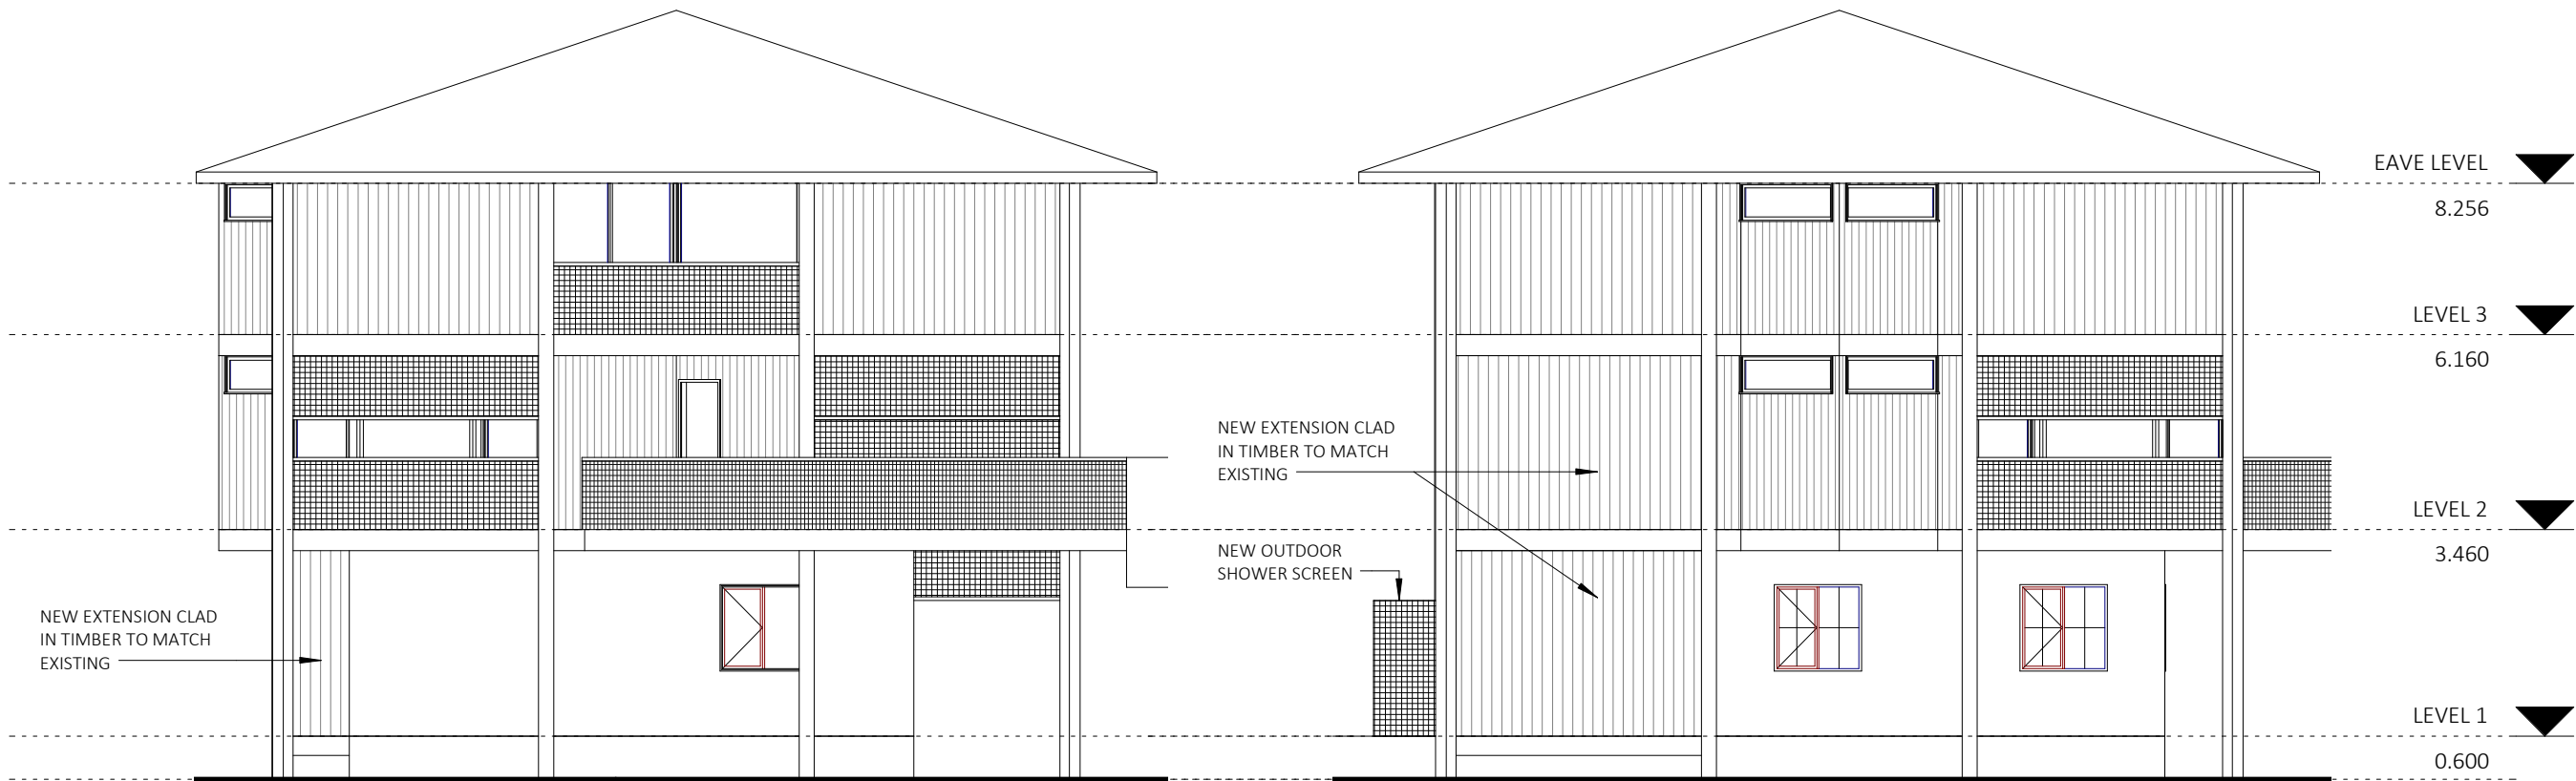 EAVE LEVEL
8.256
LEVEL 3
6.160
NEW EXTENSION CLAD
IN TIMBER TO MATCH
EXISTING
LEVEL 2
3.460
NEW OUTDOOR
SHOWER SCREEN
NEW EXTENSION CLAD
IN TIMBER TO MATCH
EXISTING
LEVEL 1
0.600